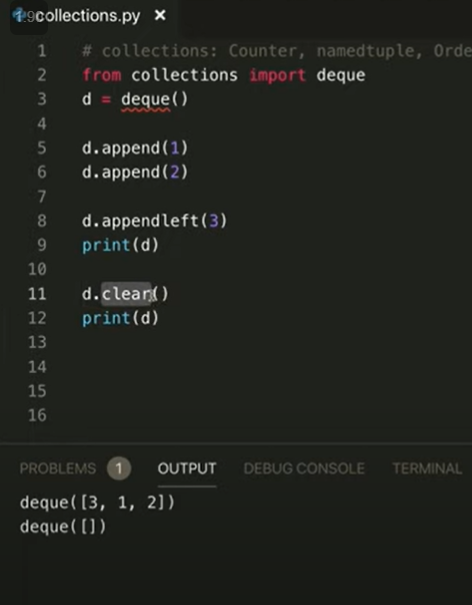 collections.py ×
1 # collections: Counter, namedtuple, Orde
2 from collections import deque
3 d = deque()
4
5 d.append(1)
6 d.append(2)
7
8 d.appendleft(3)
9 print(d)
10
11 d.clear()
12 print(d)
13
14
15
16
PROBLEMS 1 OUTPUT DEBUG CONSOLE TERMINAL
deque([3, 1, 2])
deque([])